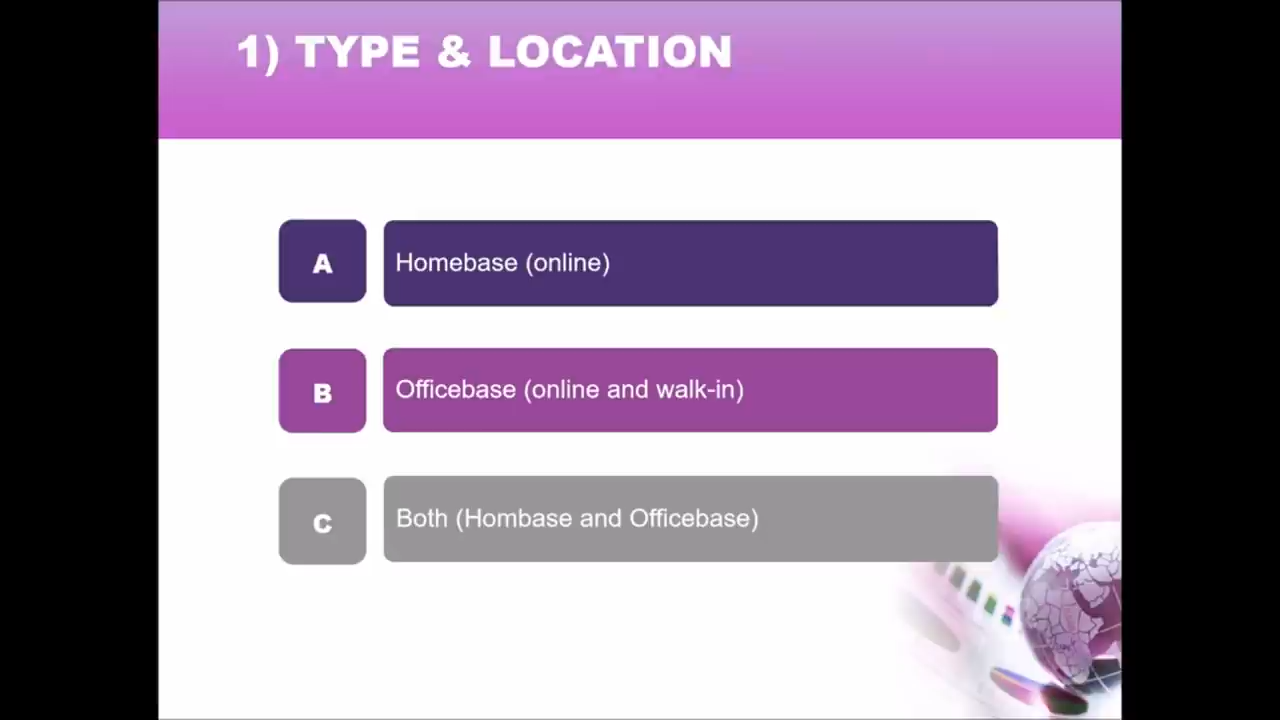 1) TYPE & LOCATION
A
Homebase (online)
B
Officebase (online and walk-in)
C
Both (Hombase and Officebase)